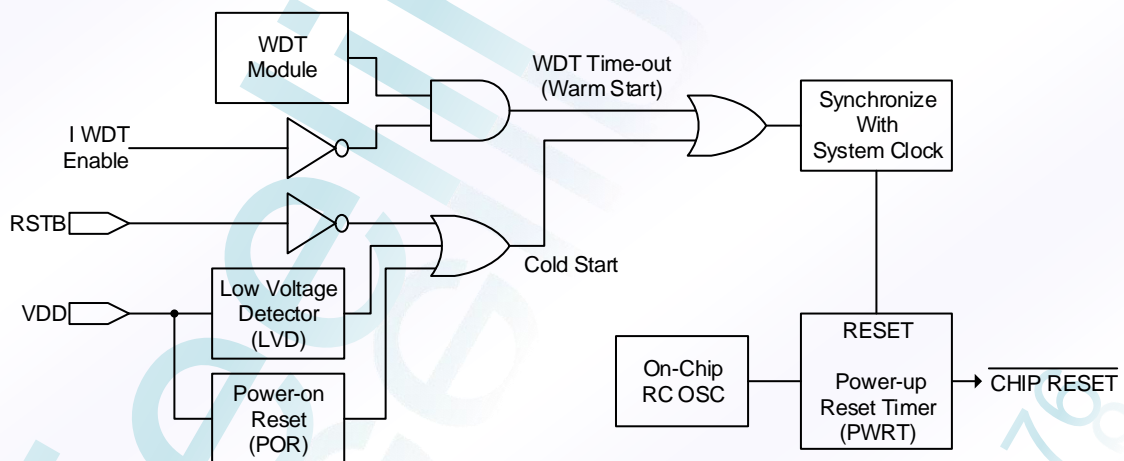 WDT
Module
WDT Time-out
(Warm Start)
Synchronize
With
System Clock
I WDT
Enable
RSTB
Cold Start
VDD
Low Voltage
Detector
(LVD)
RESET
On-Chip
RC OSC
Power-up
Reset Timer
(PWRT)
CHIP RESET
Power-on
Reset
(POR)